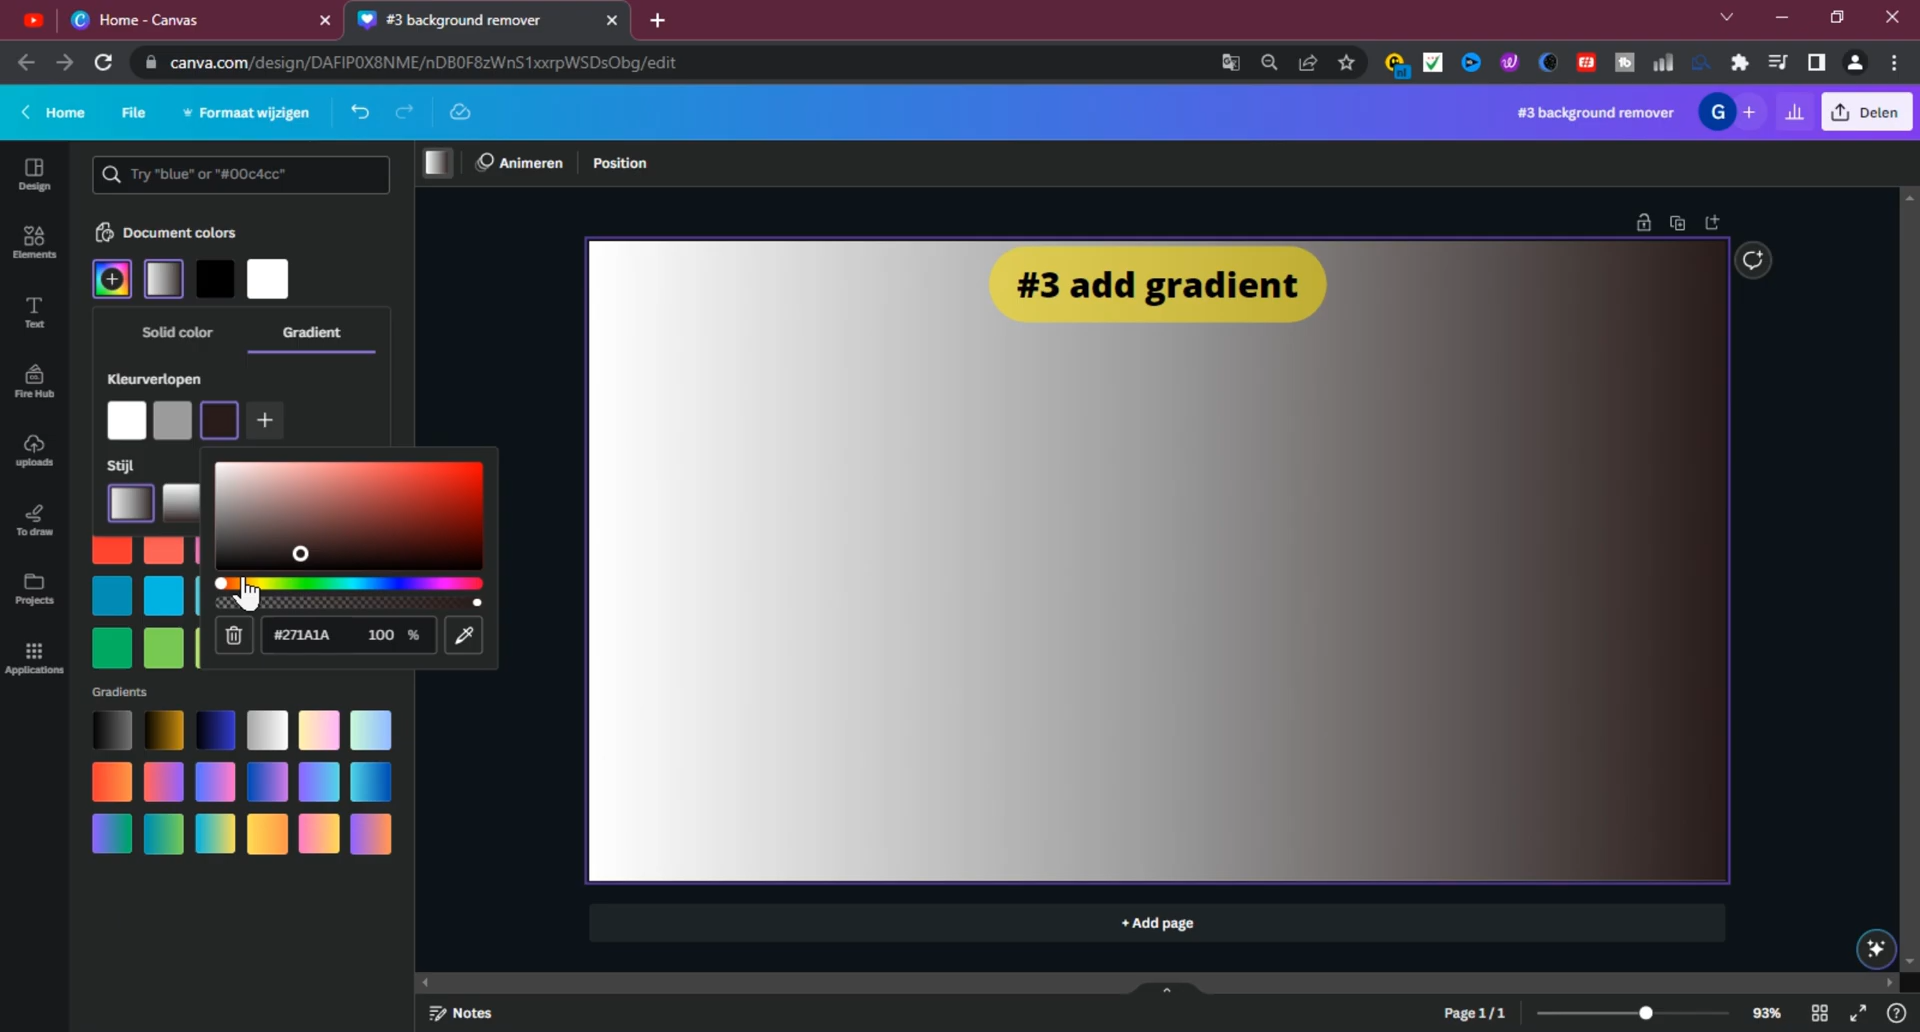 Home - Canvas
#3 background remover
canva.com/design/DAFIP0X8NME/nDB0F8zWnS1xxrpWSDsObg/edit
Home
File
Formaat wijzigen
#3 background remover
G
Delen
Design
Elements
Text
Fire Hub
uploads
To draw
Projects
Applications
Try "blue" or "#00c4cc"
Document colors
Solid color
Gradient
Kleurverlopen
Stijl
#271A1A 100 %
Gradients
Animeren
Position
#3 add gradient
+ Add page
Notes
Page 1 / 1
93%